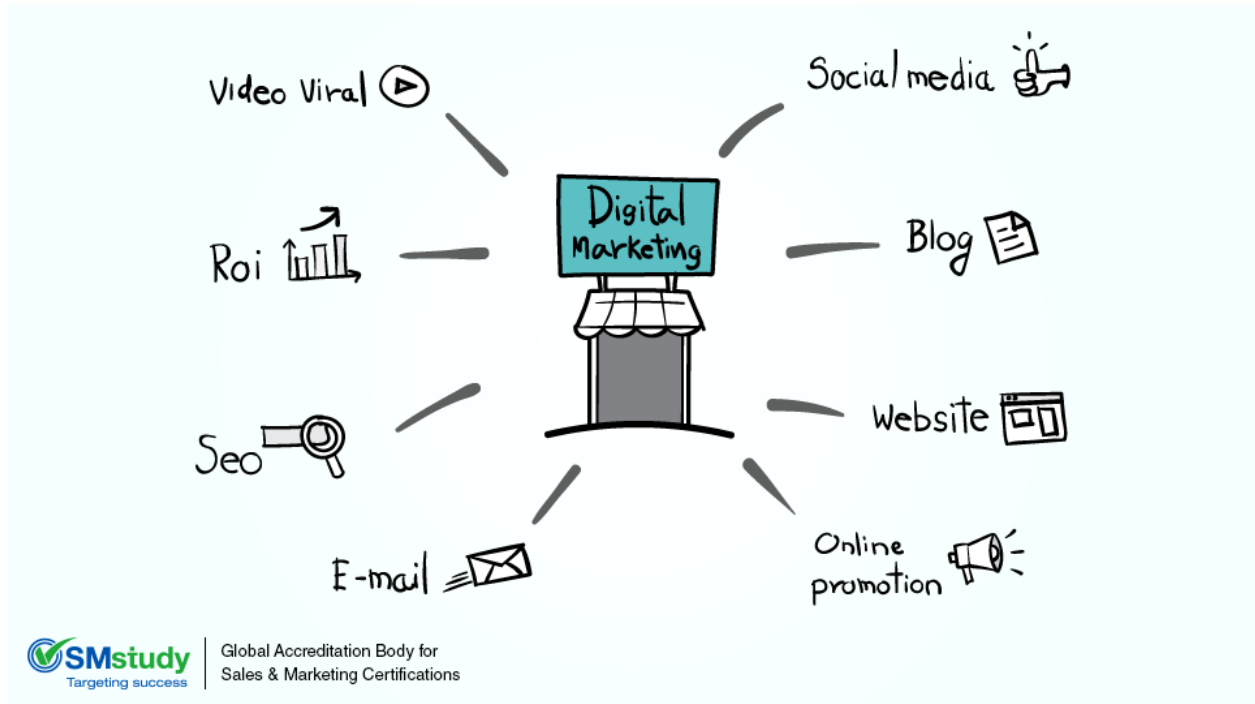 Video Viral
Social media
Digital
Marketing
Roi
Blog
Seo
Website
E-mail
Online
promotion
SMstudy
Targeting success
Global Accreditation Body for
Sales & Marketing Certifications